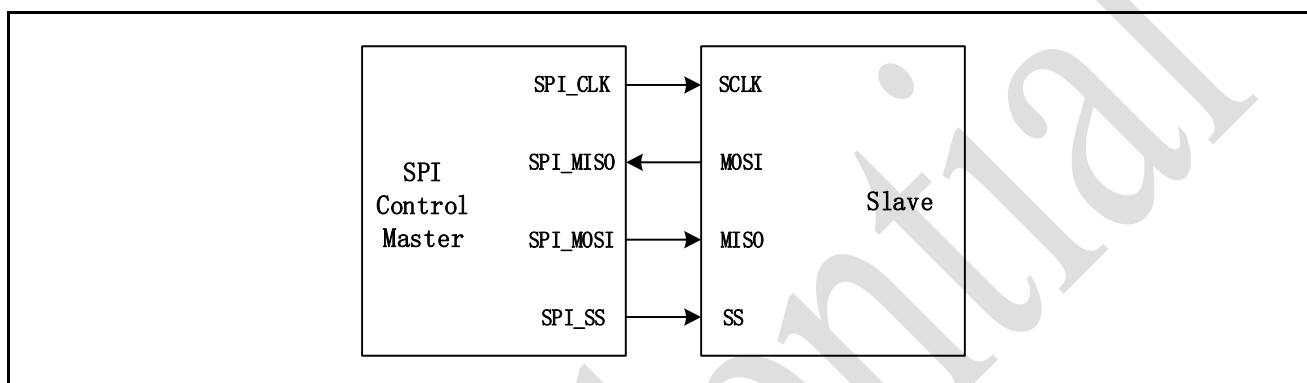 SPI_CLK SCLK
SPI_MISO MOSI
SPI
Control
Master
Slave
SPI_MOSI MISO
SPI_SS SS